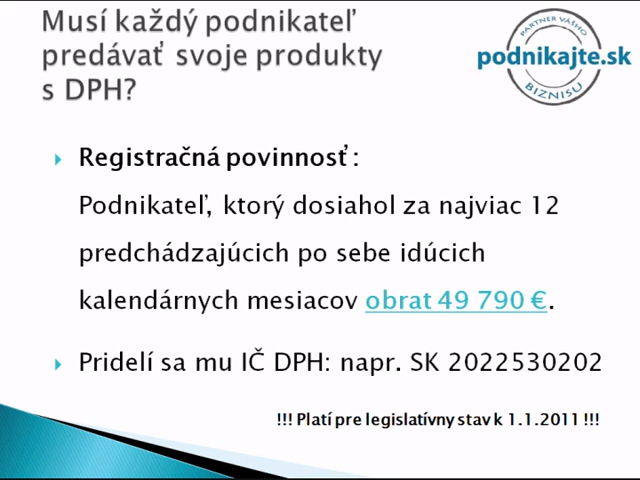 Musí každý podnikateľ
predávať svoje produkty
s DPH?
PARTNER VÁŠHO
podnikajte.sk
BIZNISU
Registračná povinnosť:
Podnikateľ, ktorý dosiahol za najviac 12
predchádzajúcich po sebe idúcich
kalendárnych mesiacov obrat 49 790 €.
Pridelí sa mu IČ DPH: napr. SK 2022530202
!!! Platí pre legislatívny stav k 1.1.2011 !!!